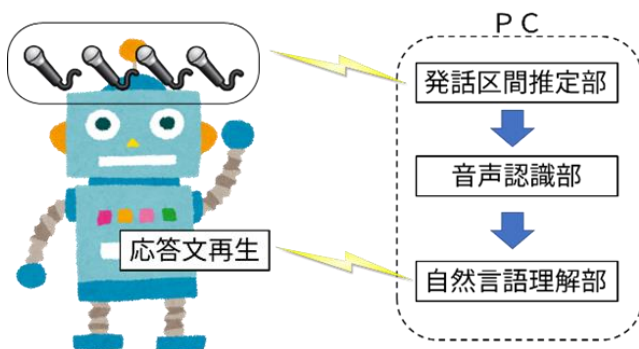 ＰＣ
発話区間推定部
音声認識部
応答文再生
自然言語理解部